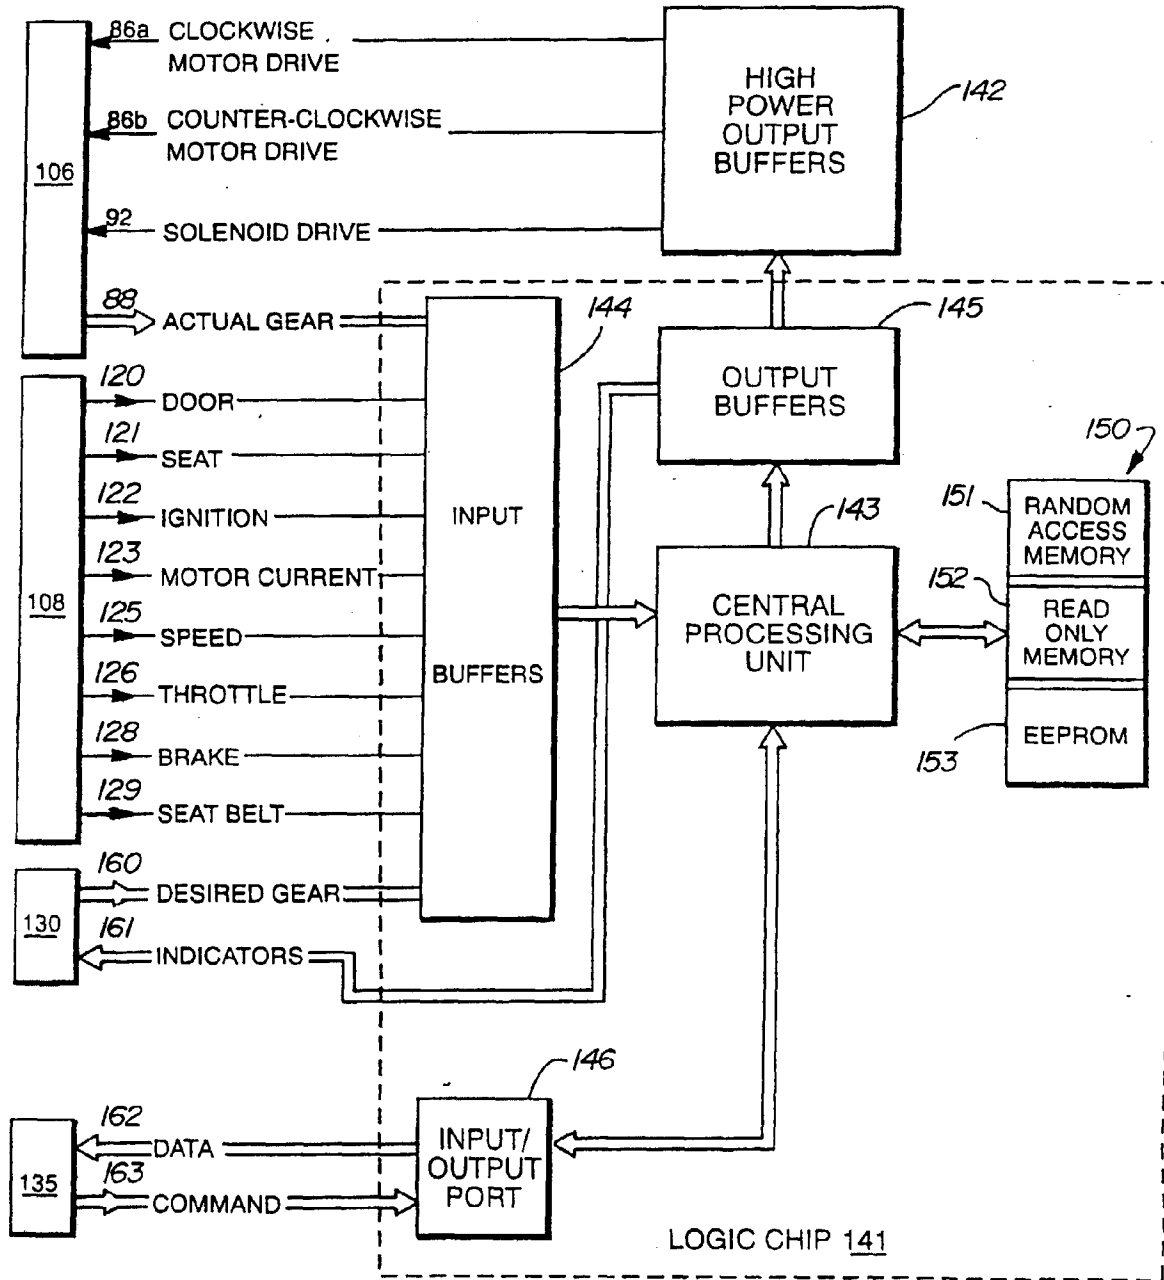 86a CLOCKWISE
MOTOR DRIVE
86b COUNTER-CLOCKWISE
MOTOR DRIVE
106
92 SOLENOID DRIVE
HIGH
POWER
OUTPUT
BUFFERS
142
88 ACTUAL GEAR
144
145
OUTPUT
BUFFERS
108
120 DOOR
121 SEAT
122 IGNITION
123 MOTOR CURRENT
125 SPEED
126 THROTTLE
128 BRAKE
129 SEAT BELT
INPUT
BUFFERS
143
CENTRAL
PROCESSING
UNIT
150
151
RANDOM
ACCESS
MEMORY
152
READ
ONLY
MEMORY
153
EEPROM
130
160 DESIRED GEAR
161 INDICATORS
146
INPUT/
OUTPUT
PORT
135
162 DATA
163 COMMAND
LOGIC CHIP 141